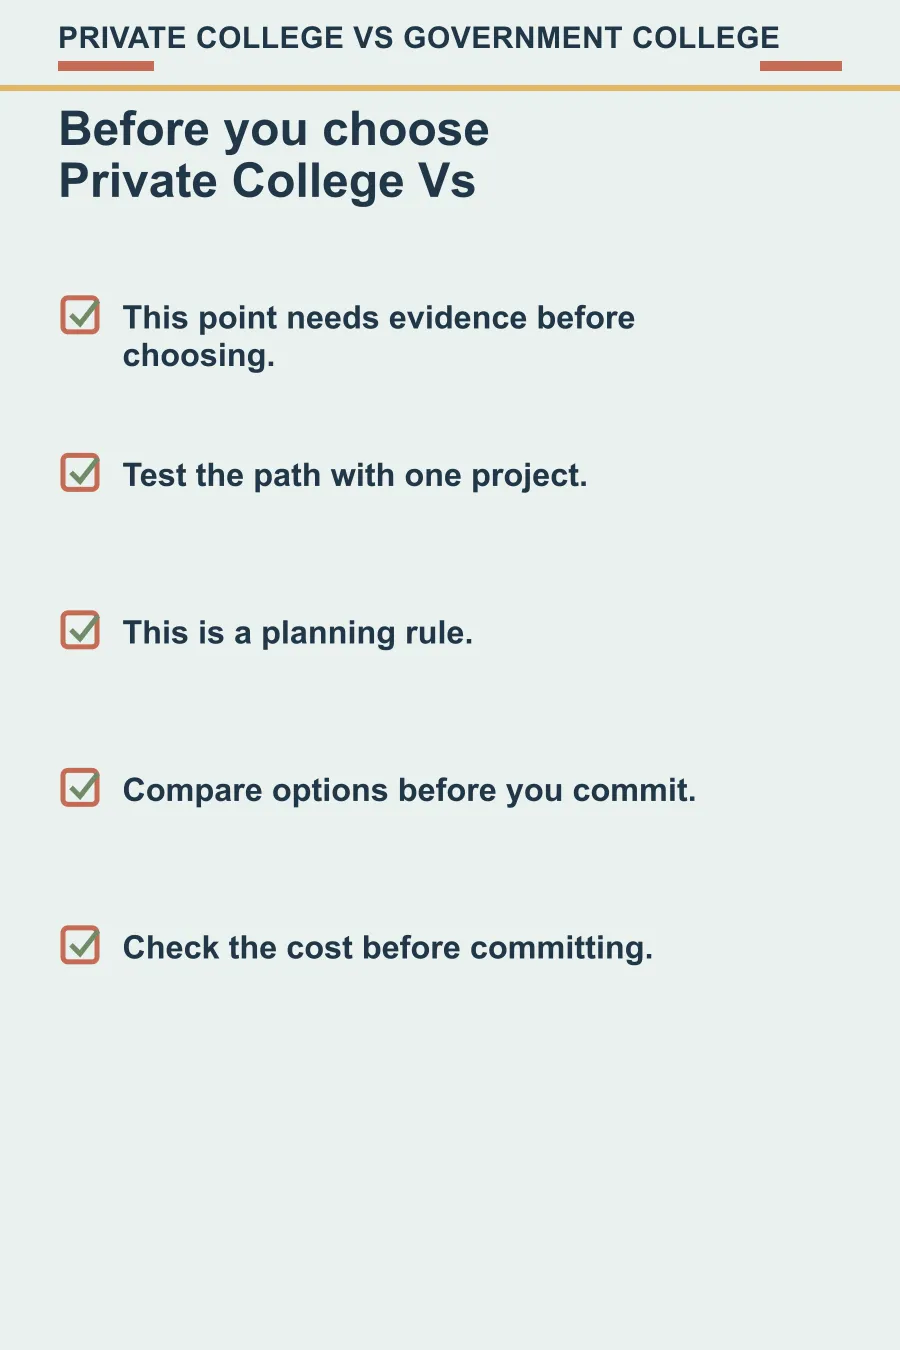 PRIVATE COLLEGE VS GOVERNMENT COLLEGE
Before you choose
Private College Vs
This point needs evidence before
choosing.
Test the path with one project.
This is a planning rule.
Compare options before you commit.
Check the cost before committing.